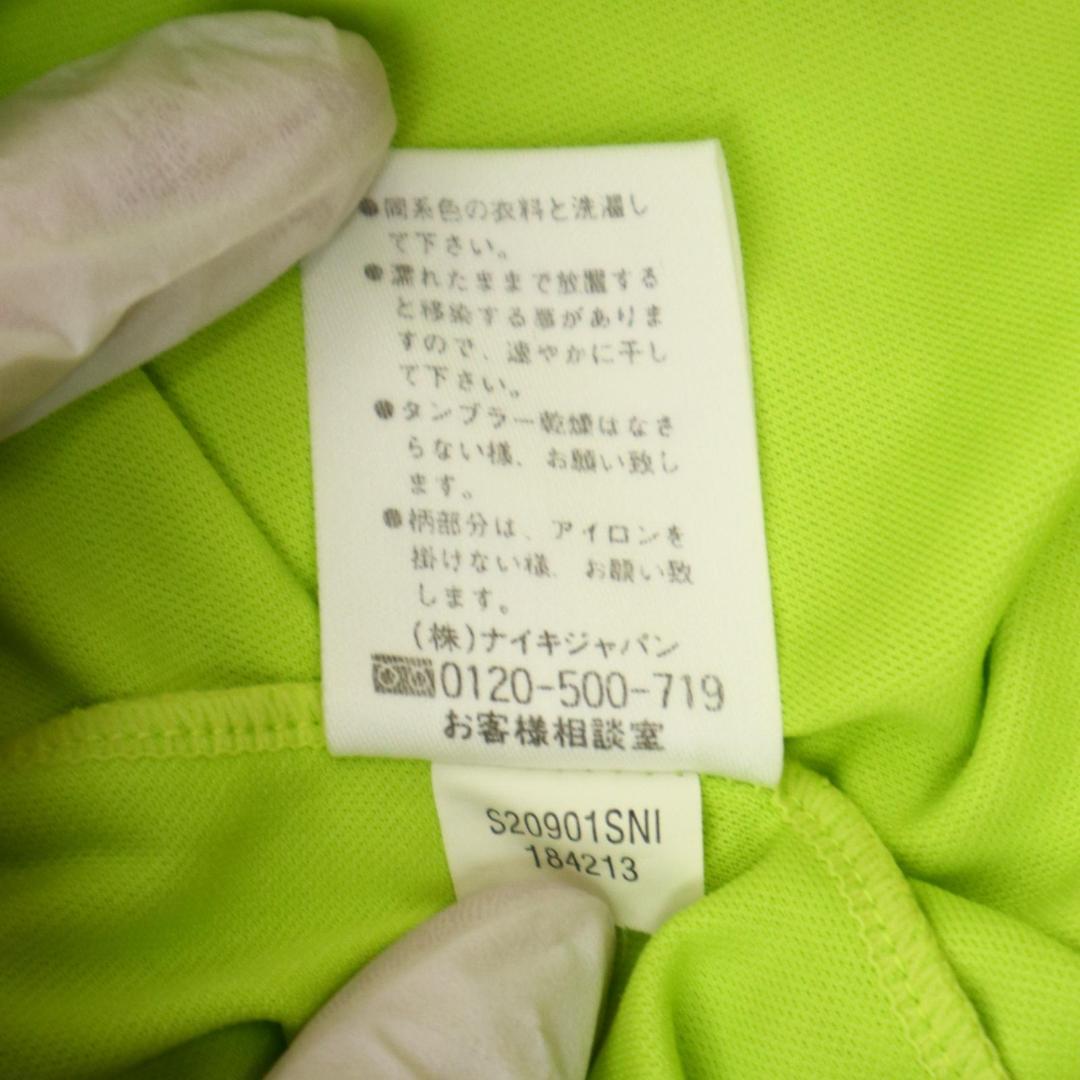 ●同系色の衣料と洗濯し
て下さい。
●濡れたままで放置する
と移染する事がありま
すので、速やかに干し
て下さい。
●タンブラー乾燥はなさ
らない様、お願い致し
ます。
●柄部分は、アイロンを
掛けない様、お願い致
します。
(株)ナイキジャパン
0120-500-719
お客様相談室
S20901SNI
184213